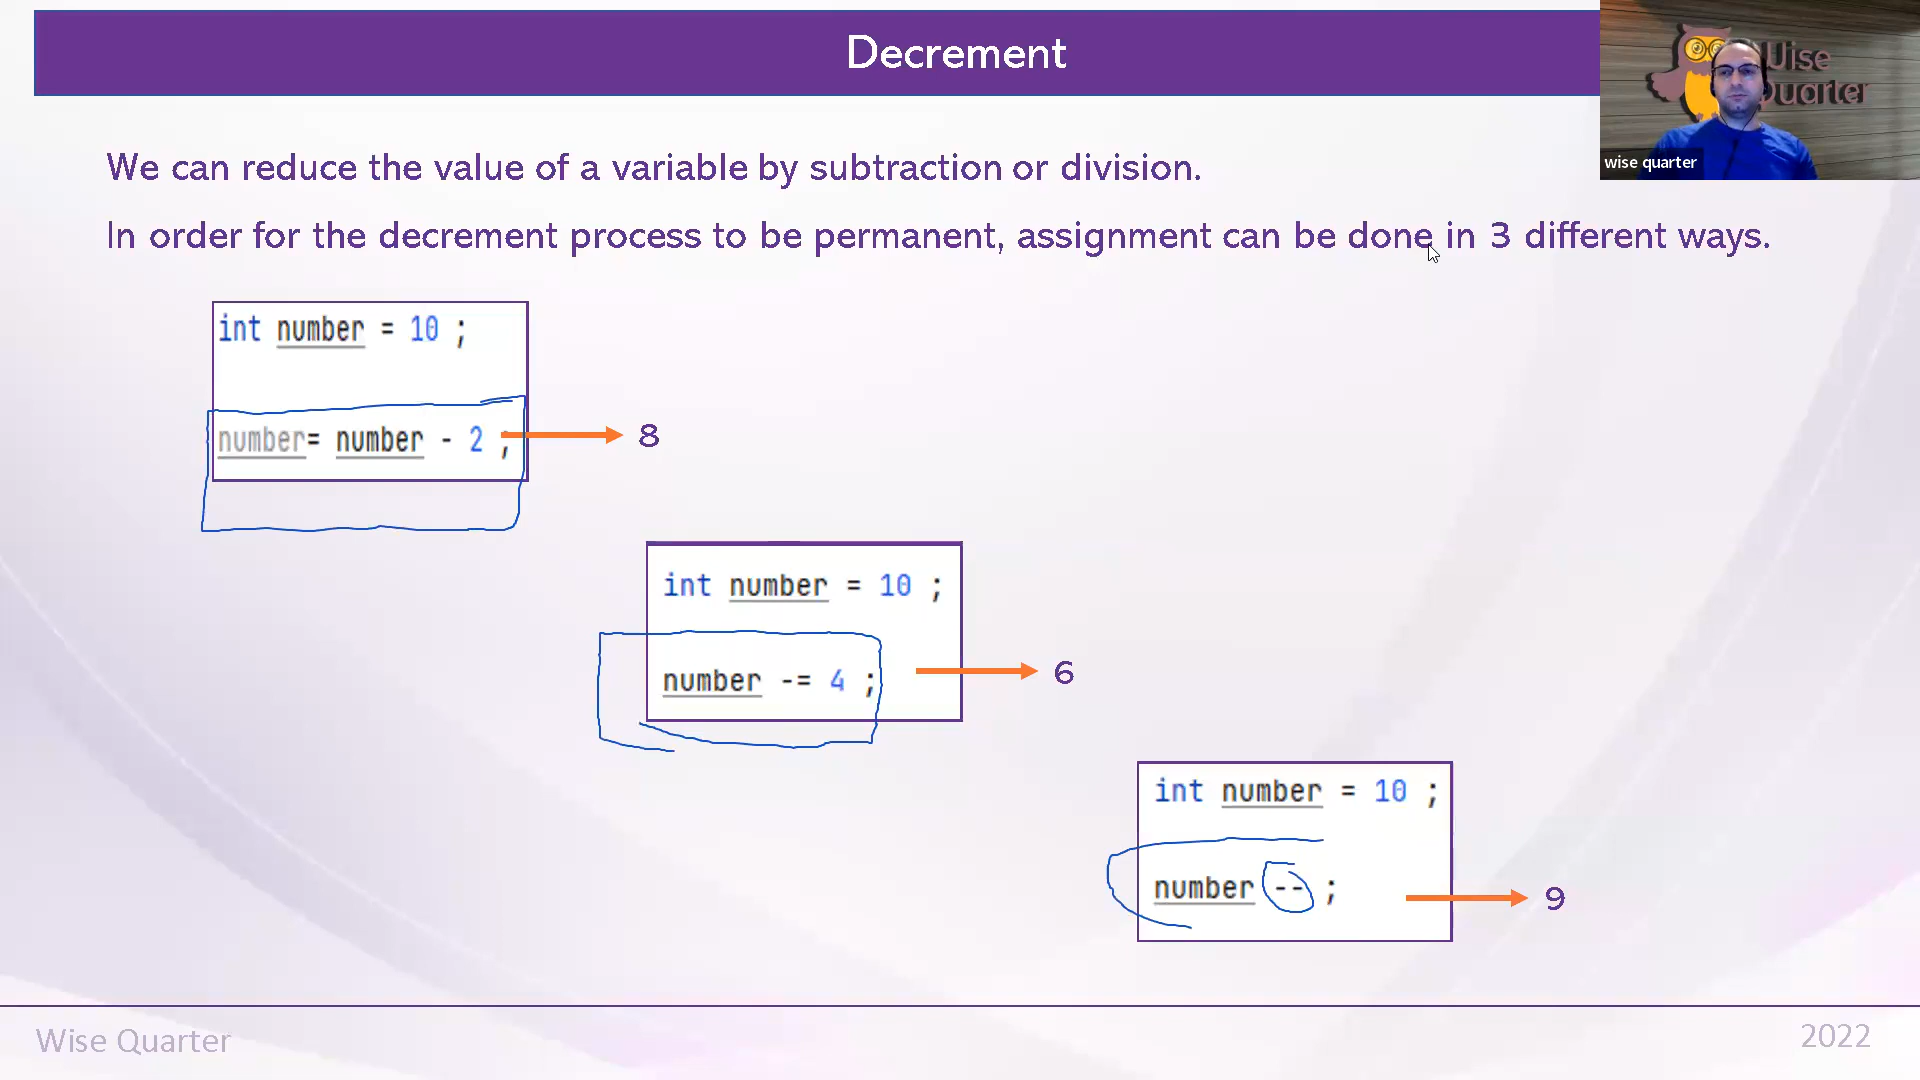 Decrement
Wise
Quarter
wise quarter
We can reduce the value of a variable by subtraction or division.
In order for the decrement process to be permanent, assignment can be done in 3 different ways.
int number = 10 ;
number= number - 2 ;
8
int number = 10 ;
number -= 4 ;
6
int number = 10 ;
number -- ;
9
Wise Quarter
2022